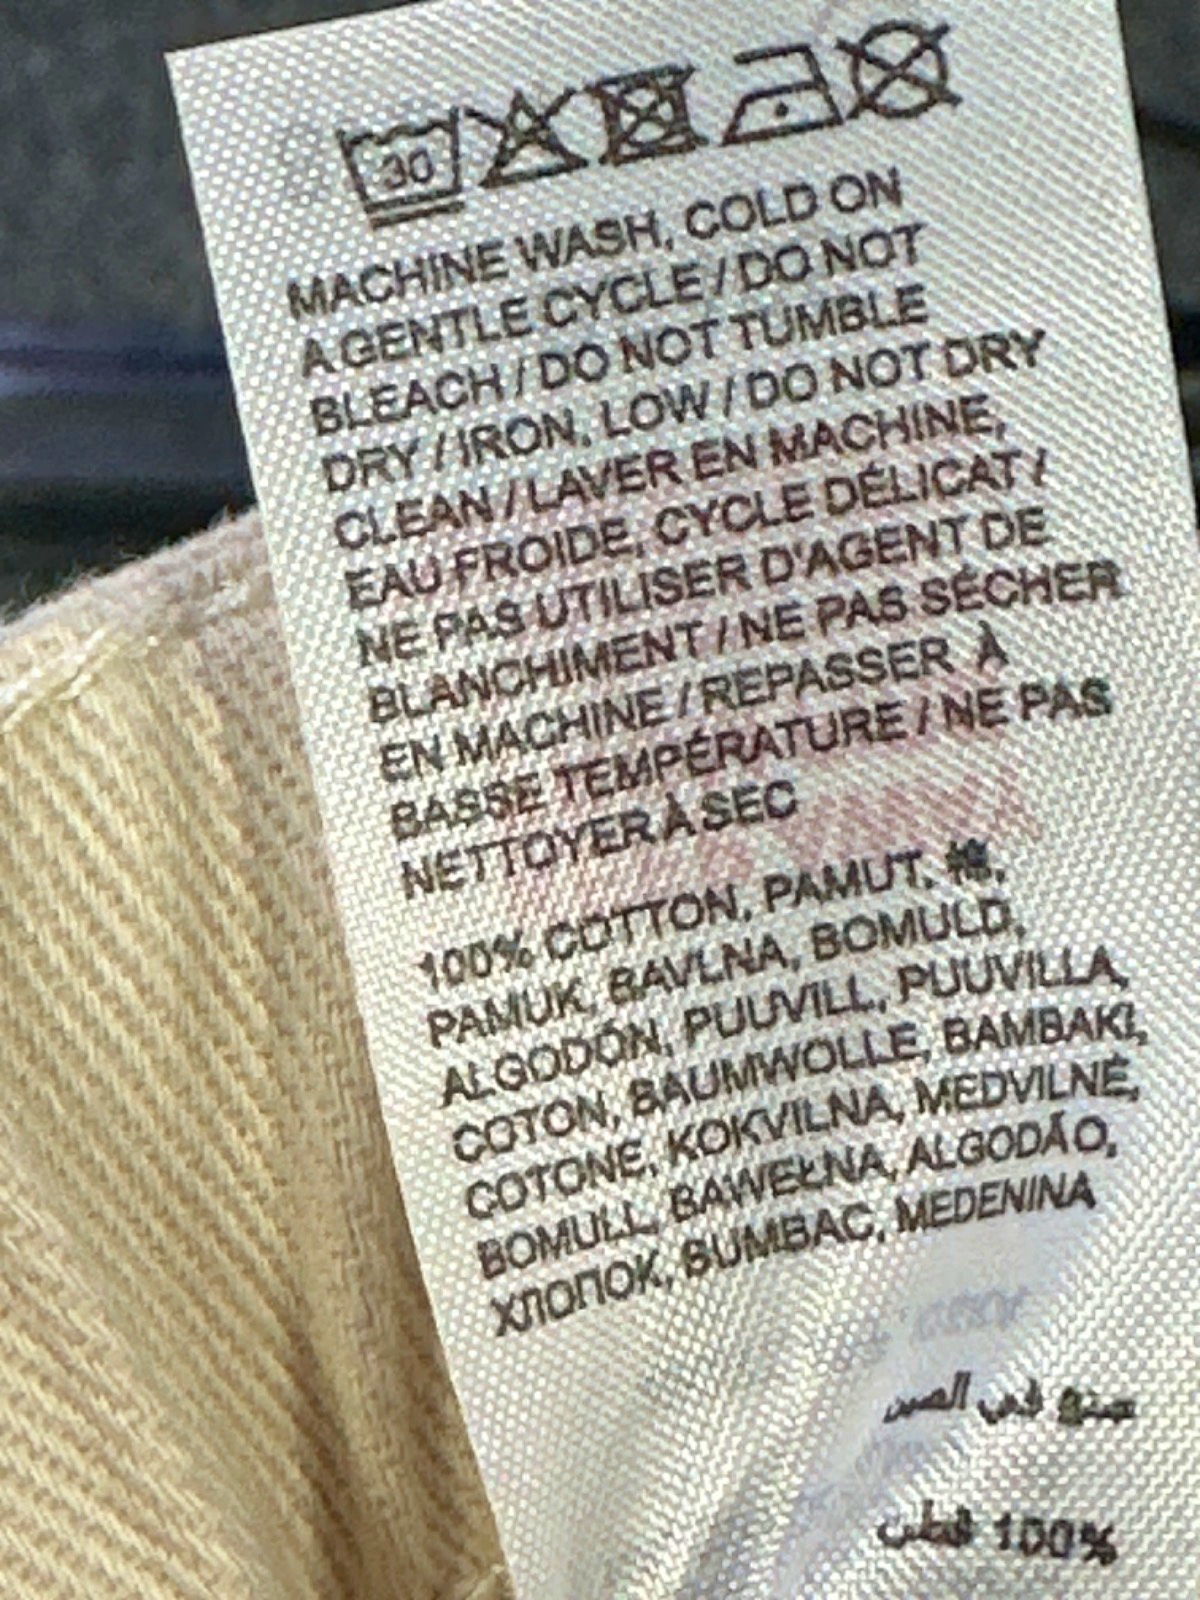 30
MACHINE WASH, COLD ON
A GENTLE CYCLE / DO NOT
BLEACH / DO NOT TUMBLE
DRY / IRON, LOW / DO NOT DRY
CLEAN / LAVER EN MACHINE,
EAU FROIDE, CYCLE DÉLICAT /
NE PAS UTILISER D'AGENT DE
BLANCHIMENT / NE PAS SÉCHER
EN MACHINE / REPASSER À
BASSE TEMPÉRATURE / NE PAS
NETTOYER À SEC
100% COTTON, PAMUT, 棉,
PAMUK, BAVLNA, BOMULD,
ALGODÓN, PUUVILL, PUUVILLA,
COTON, BAUMWOLLE, BAMBAKI,
COTONE, KOKVILNA, MEDVILNĖ,
BOMULL, BAWEŁNA, ALGODÃO,
ХЛОПОК, BUMBAC, MEDENINA
صنع في الصين
100% قطن